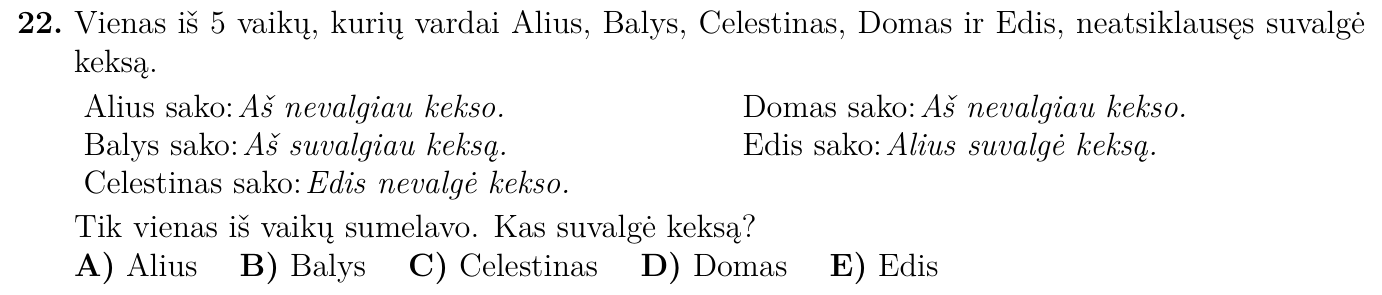 22. Vienas iš 5 vaikų, kurių vardai Alius, Balys, Celestinas, Domas ir Edis, neatsiklausęs suvalgė
keksą.
Alius sako: Aš nevalgiau kekso. Domas sako: Aš nevalgiau kekso.
Balys sako: Aš suvalgiau keksą. Edis sako: Alius suvalgė keksą.
Celestinas sako: Edis nevalgė kekso.
Tik vienas iš vaikų sumelavo. Kas suvalgė keksą?
A) Alius B) Balys C) Celestinas D) Domas E) Edis